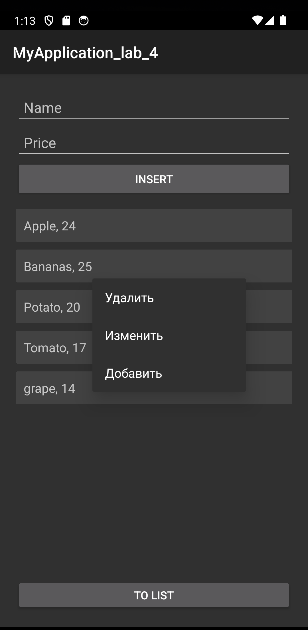 1:13
MyApplication_lab_4
Name
Price
INSERT
Apple, 24
Bananas, 25
Удалить
Potato, 20
Изменить
Tomato, 17
Добавить
grape, 14
TO LIST